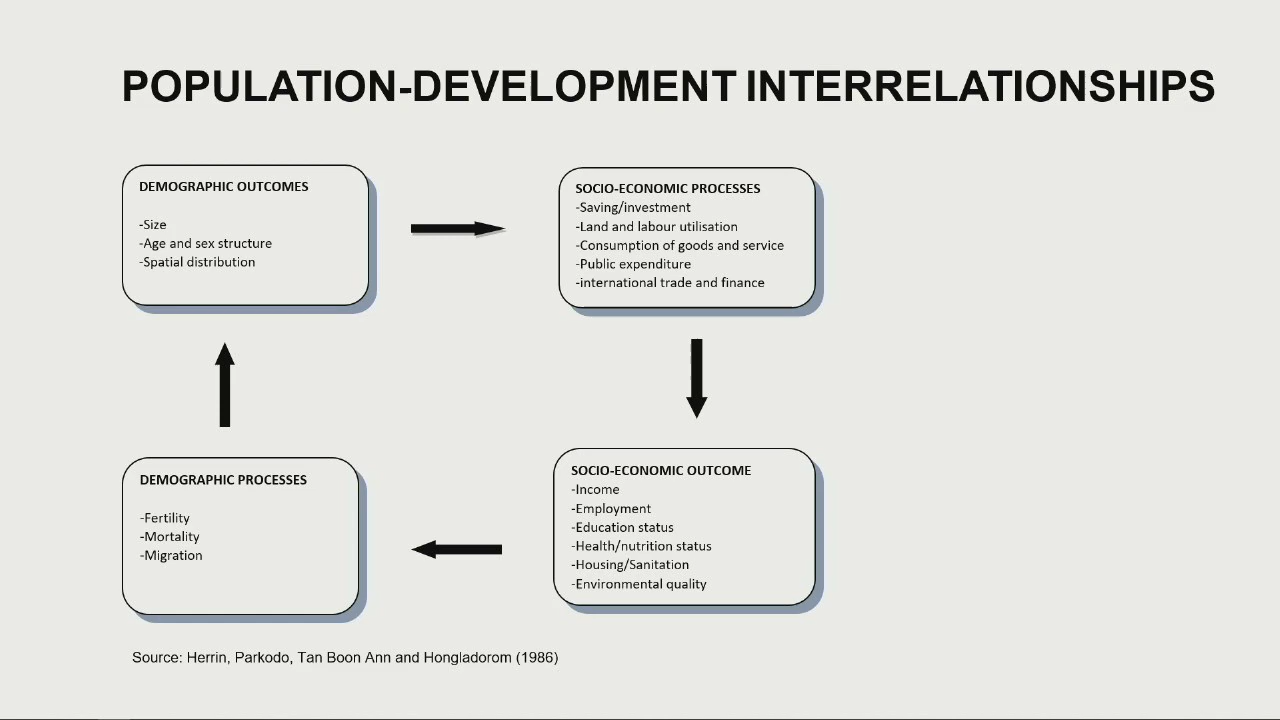 POPULATION-DEVELOPMENT INTERRELATIONSHIPS
DEMOGRAPHIC OUTCOMES
-Size
-Age and sex structure
-Spatial distribution
SOCIO-ECONOMIC PROCESSES
-Saving/investment
-Land and labour utilisation
-Consumption of goods and service
-Public expenditure
-international trade and finance
DEMOGRAPHIC PROCESSES
-Fertility
-Mortality
-Migration
SOCIO-ECONOMIC OUTCOME
-Income
-Employment
-Education status
-Health/nutrition status
-Housing/Sanitation
-Environmental quality
Source: Herrin, Parkodo, Tan Boon Ann and Hongladorom (1986)